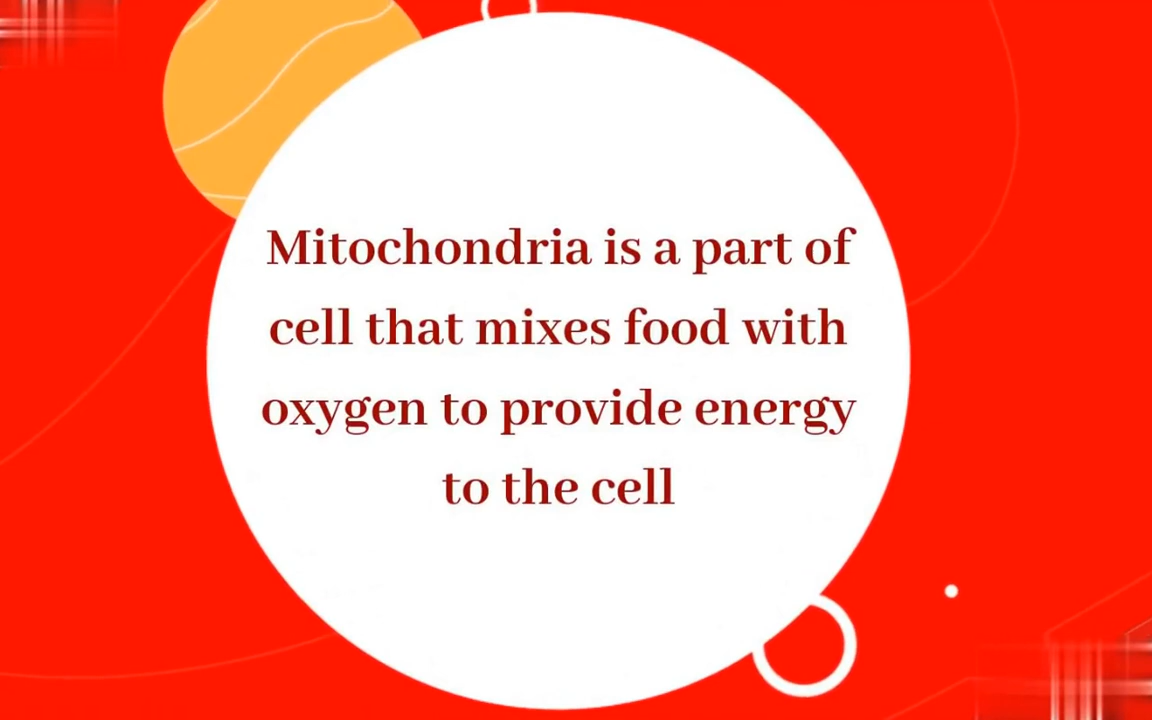 Mitochondria is a part of
cell that mixes food with
oxygen to provide energy
to the cell